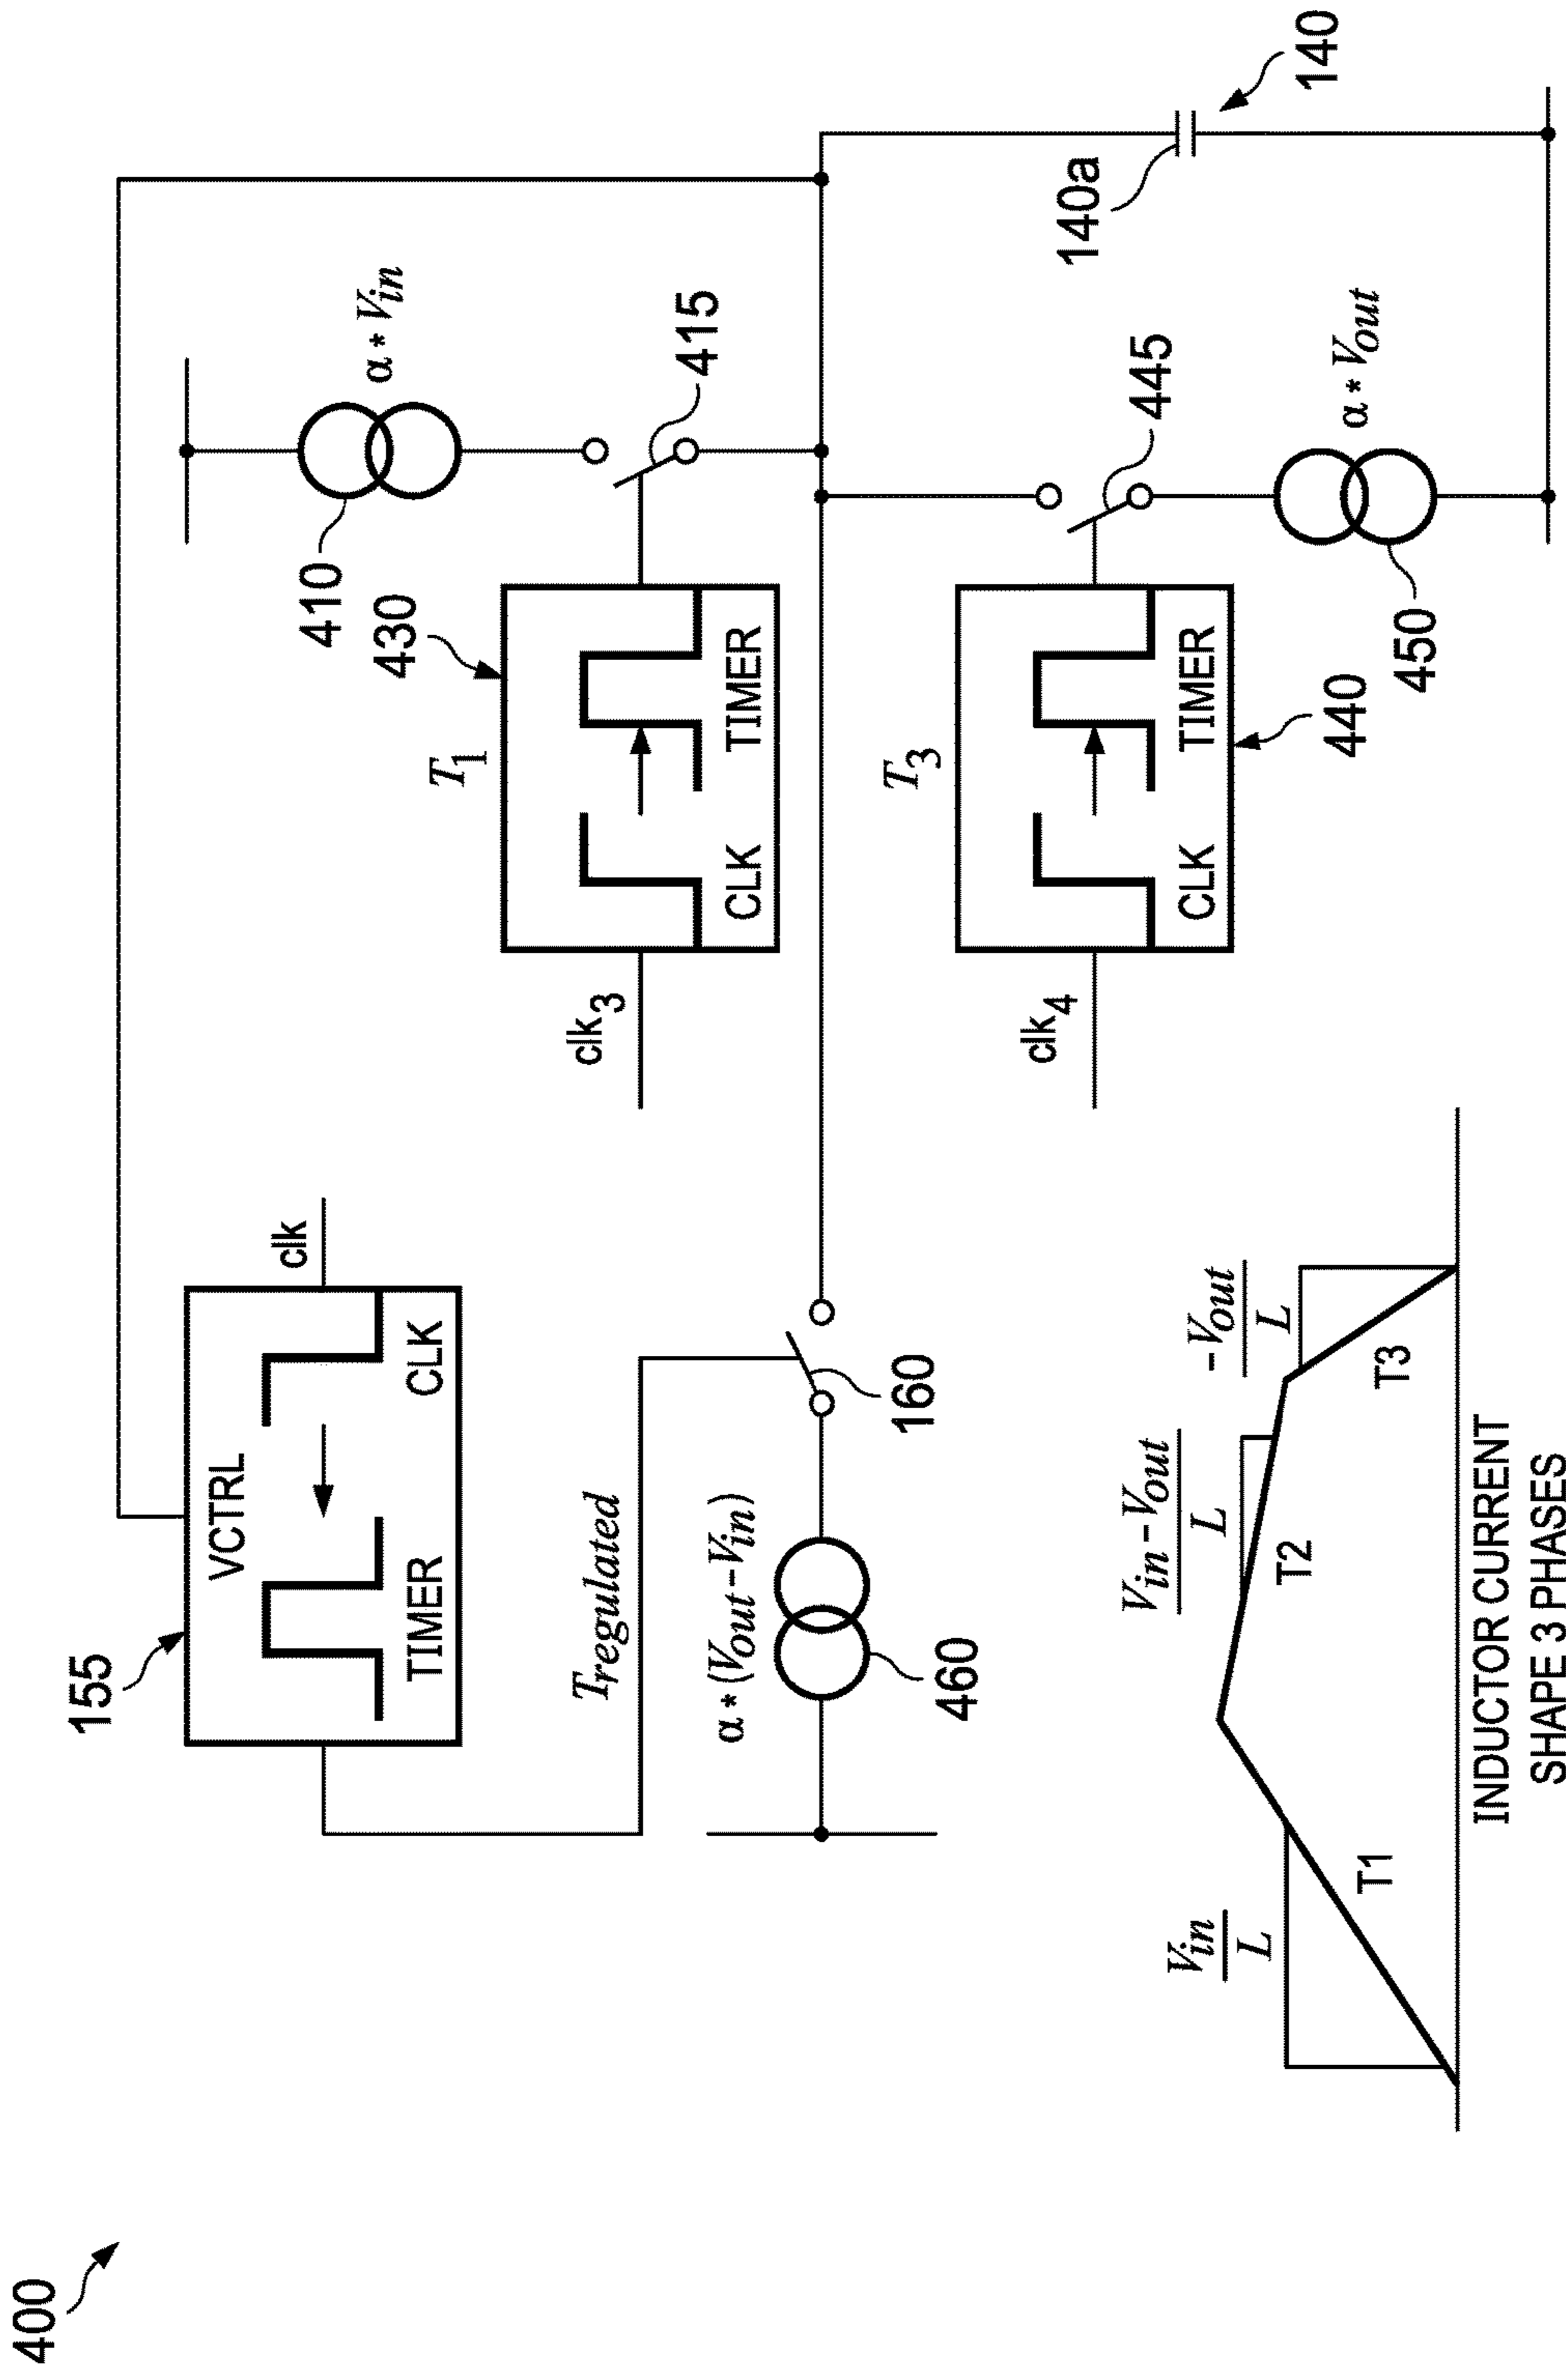 400
155
VCTRL
TIMER
CLK
clk
T_regulated
α*(V_out-V_in)
460
160
410
α*V_in
430
415
T_1
clk_3
CLK
TIMER
T_3
clk_4
CLK
TIMER
440
445
α*V_out
450
140a
140
V_in
L
V_in-V_out
L
-V_out
L
T1
T2
T3
INDUCTOR CURRENT
SHAPE 3 PHASES